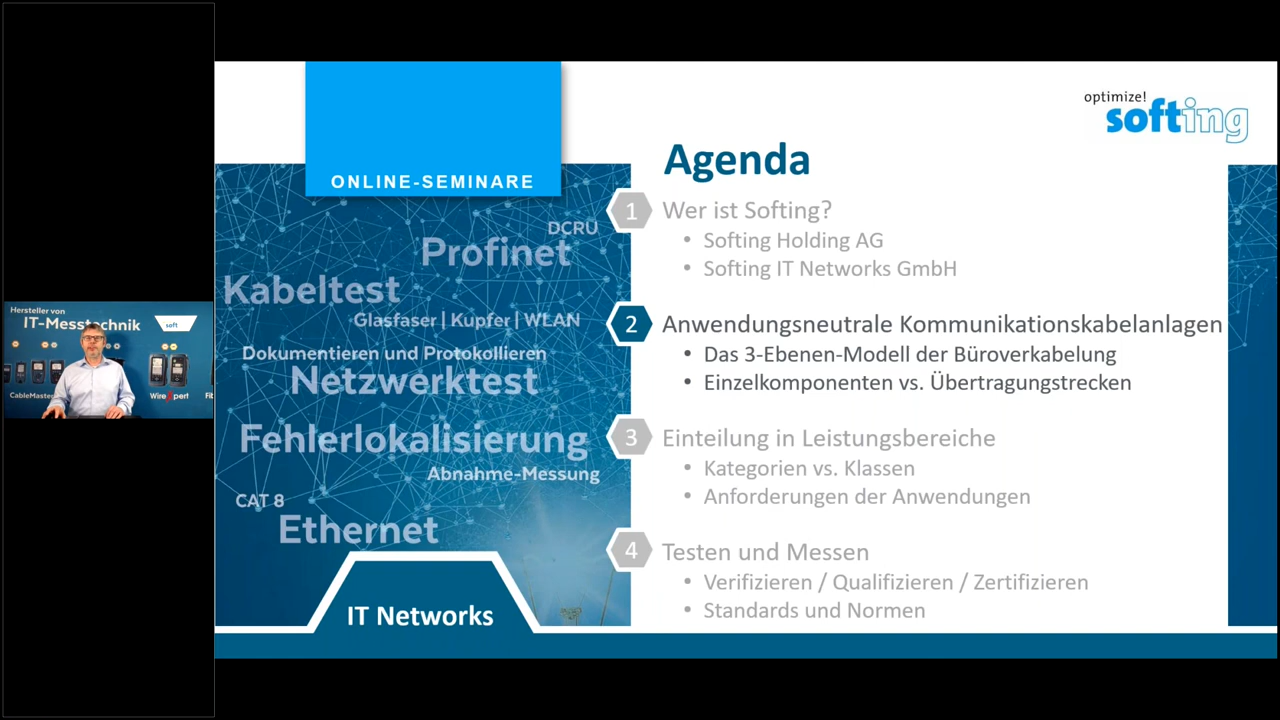 Hersteller von
IT-Messtechnik
soft
CableMaste
WireXpert
Fi
ONLINE-SEMINARE
DCRU
Profinet
Kabeltest
Glasfaser | Kupfer | WLAN
Dokumentieren und Protokollieren
Netzwerktest
Fehlerlokalisierung
Abnahme-Messung
CAT 8
Ethernet
IT Networks
optimize!
softing
Agenda
1 Wer ist Softing?
• Softing Holding AG
• Softing IT Networks GmbH
2 Anwendungsneutrale Kommunikationskabelanlagen
• Das 3-Ebenen-Modell der Büroverkabelung
• Einzelkomponenten vs. Übertragungstrecken
3 Einteilung in Leistungsbereiche
• Kategorien vs. Klassen
• Anforderungen der Anwendungen
4 Testen und Messen
• Verifizieren / Qualifizieren / Zertifizieren
• Standards und Normen